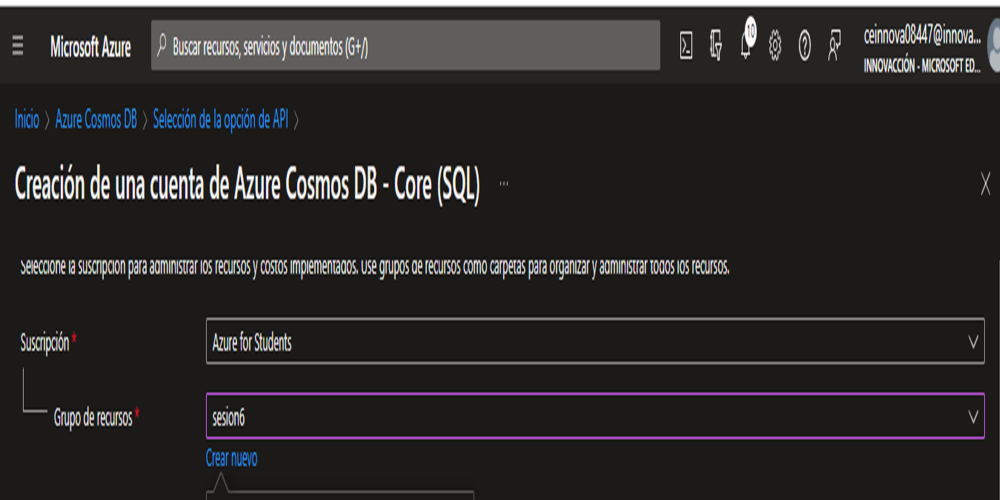 Microsoft Azure
Buscar recursos, servicios y documentos (G+/)
10
ceinnova08447@innova...
INNOVACCIÓN - MICROSOFT ED...
Inicio > Azure Cosmos DB > Selección de la opción de API >
Creación de una cuenta de Azure Cosmos DB - Core (SQL) ...
Seleccione la suscripción para administrar los recursos y costos implementados. Use grupos de recursos como carpetas para organizar y administrar todos los recursos.
Suscripción *
Azure for Students
Grupo de recursos *
sesion6
Crear nuevo